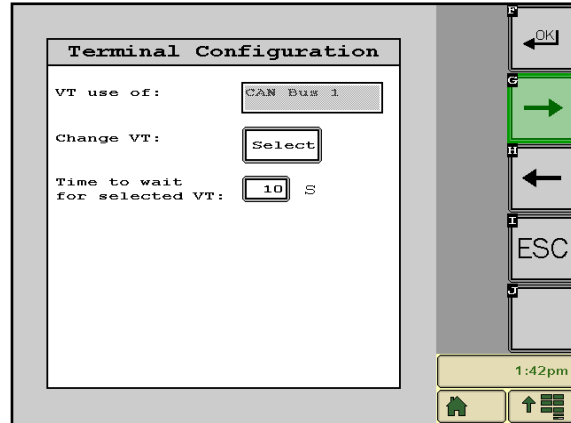 Terminal Configuration
VT use of:
CAN Bus 1
Change VT:
Select
Time to wait
for selected VT:
10
S
F
OK
G
H
I
ESC
J
1:42pm